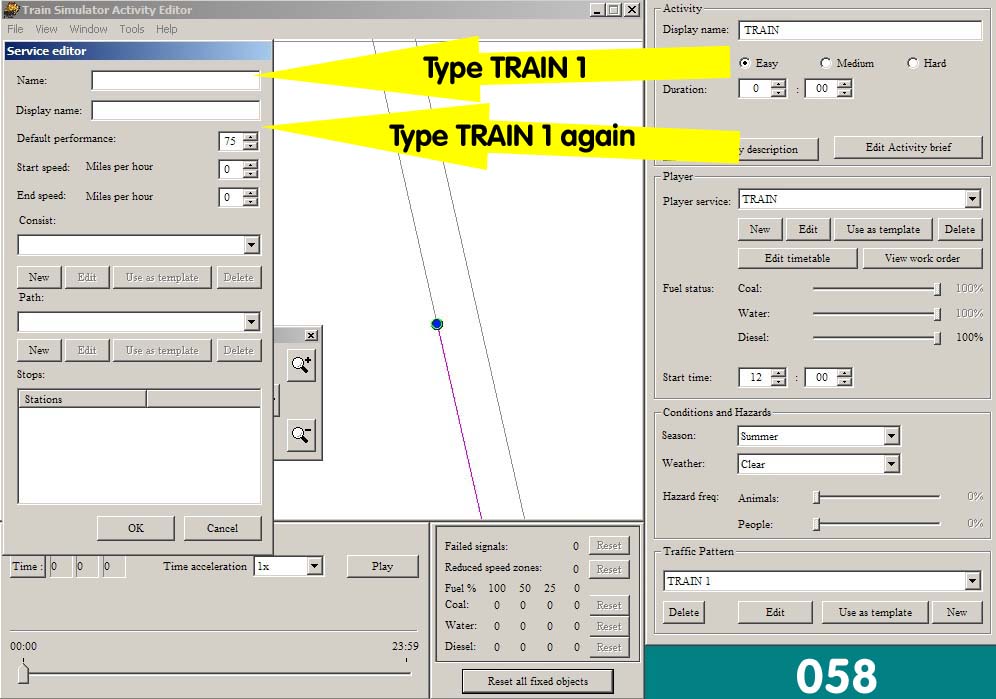 Train Simulator Activity Editor
File View Window Tools Help
Service editor
Name:
Type TRAIN 1
Display name:
Type TRAIN 1 again
Default performance: 75
Start speed: Miles per hour 0
End speed: Miles per hour 0
Consist:
New Edit Use as template Delete
Path:
New Edit Use as template Delete
Stops:
Stations
OK Cancel
Time : 0 0 0 Time acceleration 1x Play
00:00 23:59
Failed signals: 0 Reset
Reduced speed zones: 0 Reset
Fuel % 100 50 25 0
Coal: 0 0 0 0 Reset
Water: 0 0 0 0 Reset
Diesel: 0 0 0 0 Reset
Reset all fixed objects
Activity
Display name: TRAIN
Easy Medium Hard
Duration: 0 : 00
description Edit Activity brief
Player
Player service: TRAIN
New Edit Use as template Delete
Edit timetable View work order
Fuel status: Coal: 100%
Water: 100%
Diesel: 100%
Start time: 12 : 00
Conditions and Hazards
Season: Summer
Weather: Clear
Hazard freq: Animals: 0%
People: 0%
Traffic Pattern
TRAIN 1
Delete Edit Use as template New
058